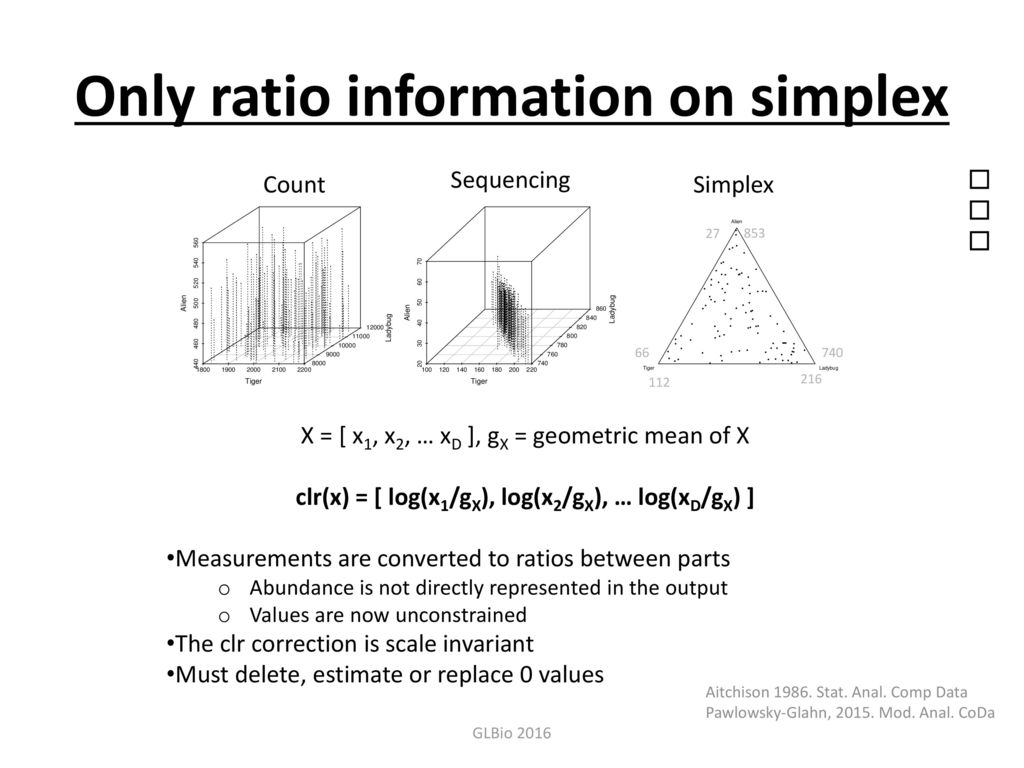 Only ratio information on simplex
Count
Sequencing
Simplex
☐
☐
☐
Alien
440 460 480 500 520 540 560
1800 1900 2000 2100 2200
Tiger
8000
9000
10000
11000
12000
Ladybug
Alien
20 30 40 50 60 70
100 120 140 160 180 200 220
Tiger
740
760
780
800
820
840
860
Ladybug
Alien
27 853
66 740
Tiger Ladybug
112 216
X = [ x₁, x₂, … x_D ], g_X = geometric mean of X
clr(x) = [ log(x₁/g_X), log(x₂/g_X), … log(x_D/g_X) ]
•Measurements are converted to ratios between parts
o Abundance is not directly represented in the output
o Values are now unconstrained
•The clr correction is scale invariant
•Must delete, estimate or replace 0 values
Aitchison 1986. Stat. Anal. Comp Data
Pawlowsky-Glahn, 2015. Mod. Anal. CoDa
GLBio 2016